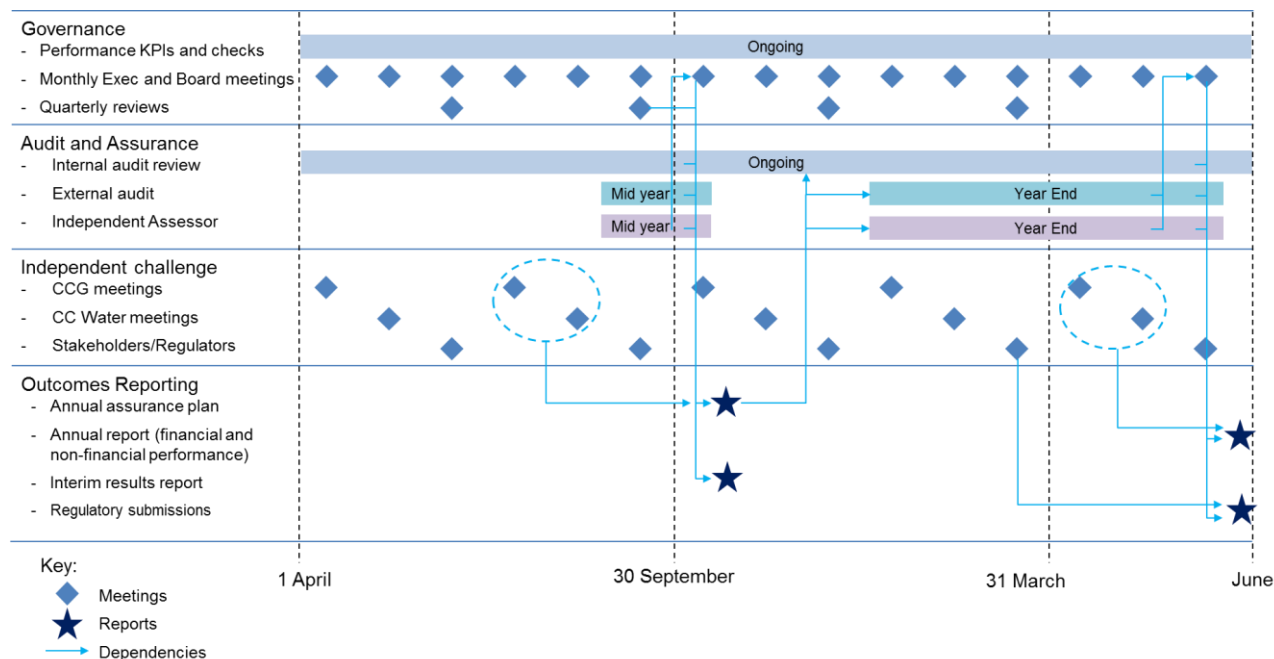 Governance
- Performance KPIs and checks
Ongoing
- Monthly Exec and Board meetings
- Quarterly reviews
Audit and Assurance
- Internal audit review
Ongoing
- External audit
Mid year
Year End
- Independent Assessor
Mid year
Year End
Independent challenge
- CCG meetings
- CC Water meetings
- Stakeholders/Regulators
Outcomes Reporting
- Annual assurance plan
- Annual report (financial and
non-financial performance)
- Interim results report
- Regulatory submissions
1 April
30 September
31 March
June
Key:
Meetings
Reports
Dependencies